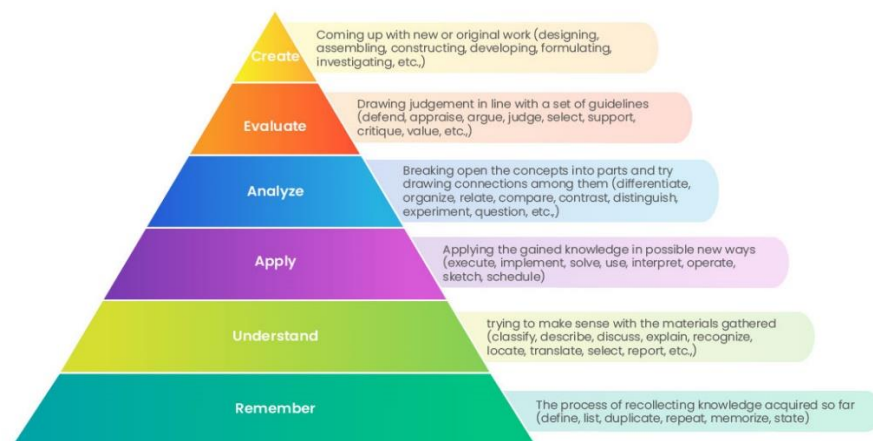 Create
Coming up with new or original work (designing,
assembling, constructing, developing, formulating,
investigating, etc.,)
Evaluate
Drawing judgement in line with a set of guidelines
(defend, appraise, argue, judge, select, support,
critique, value, etc.,)
Analyze
Breaking open the concepts into parts and try
drawing connections among them (differentiate,
organize, relate, compare, contrast, distinguish,
experiment, question, etc.,)
Apply
Applying the gained knowledge in possible new ways
(execute, implement, solve, use, interpret, operate,
sketch, schedule)
Understand
trying to make sense with the materials gathered
(classify, describe, discuss, explain, recognize,
locate, translate, select, report, etc.,)
Remember
The process of recollecting knowledge acquired so far
(define, list, duplicate, repeat, memorize, state)